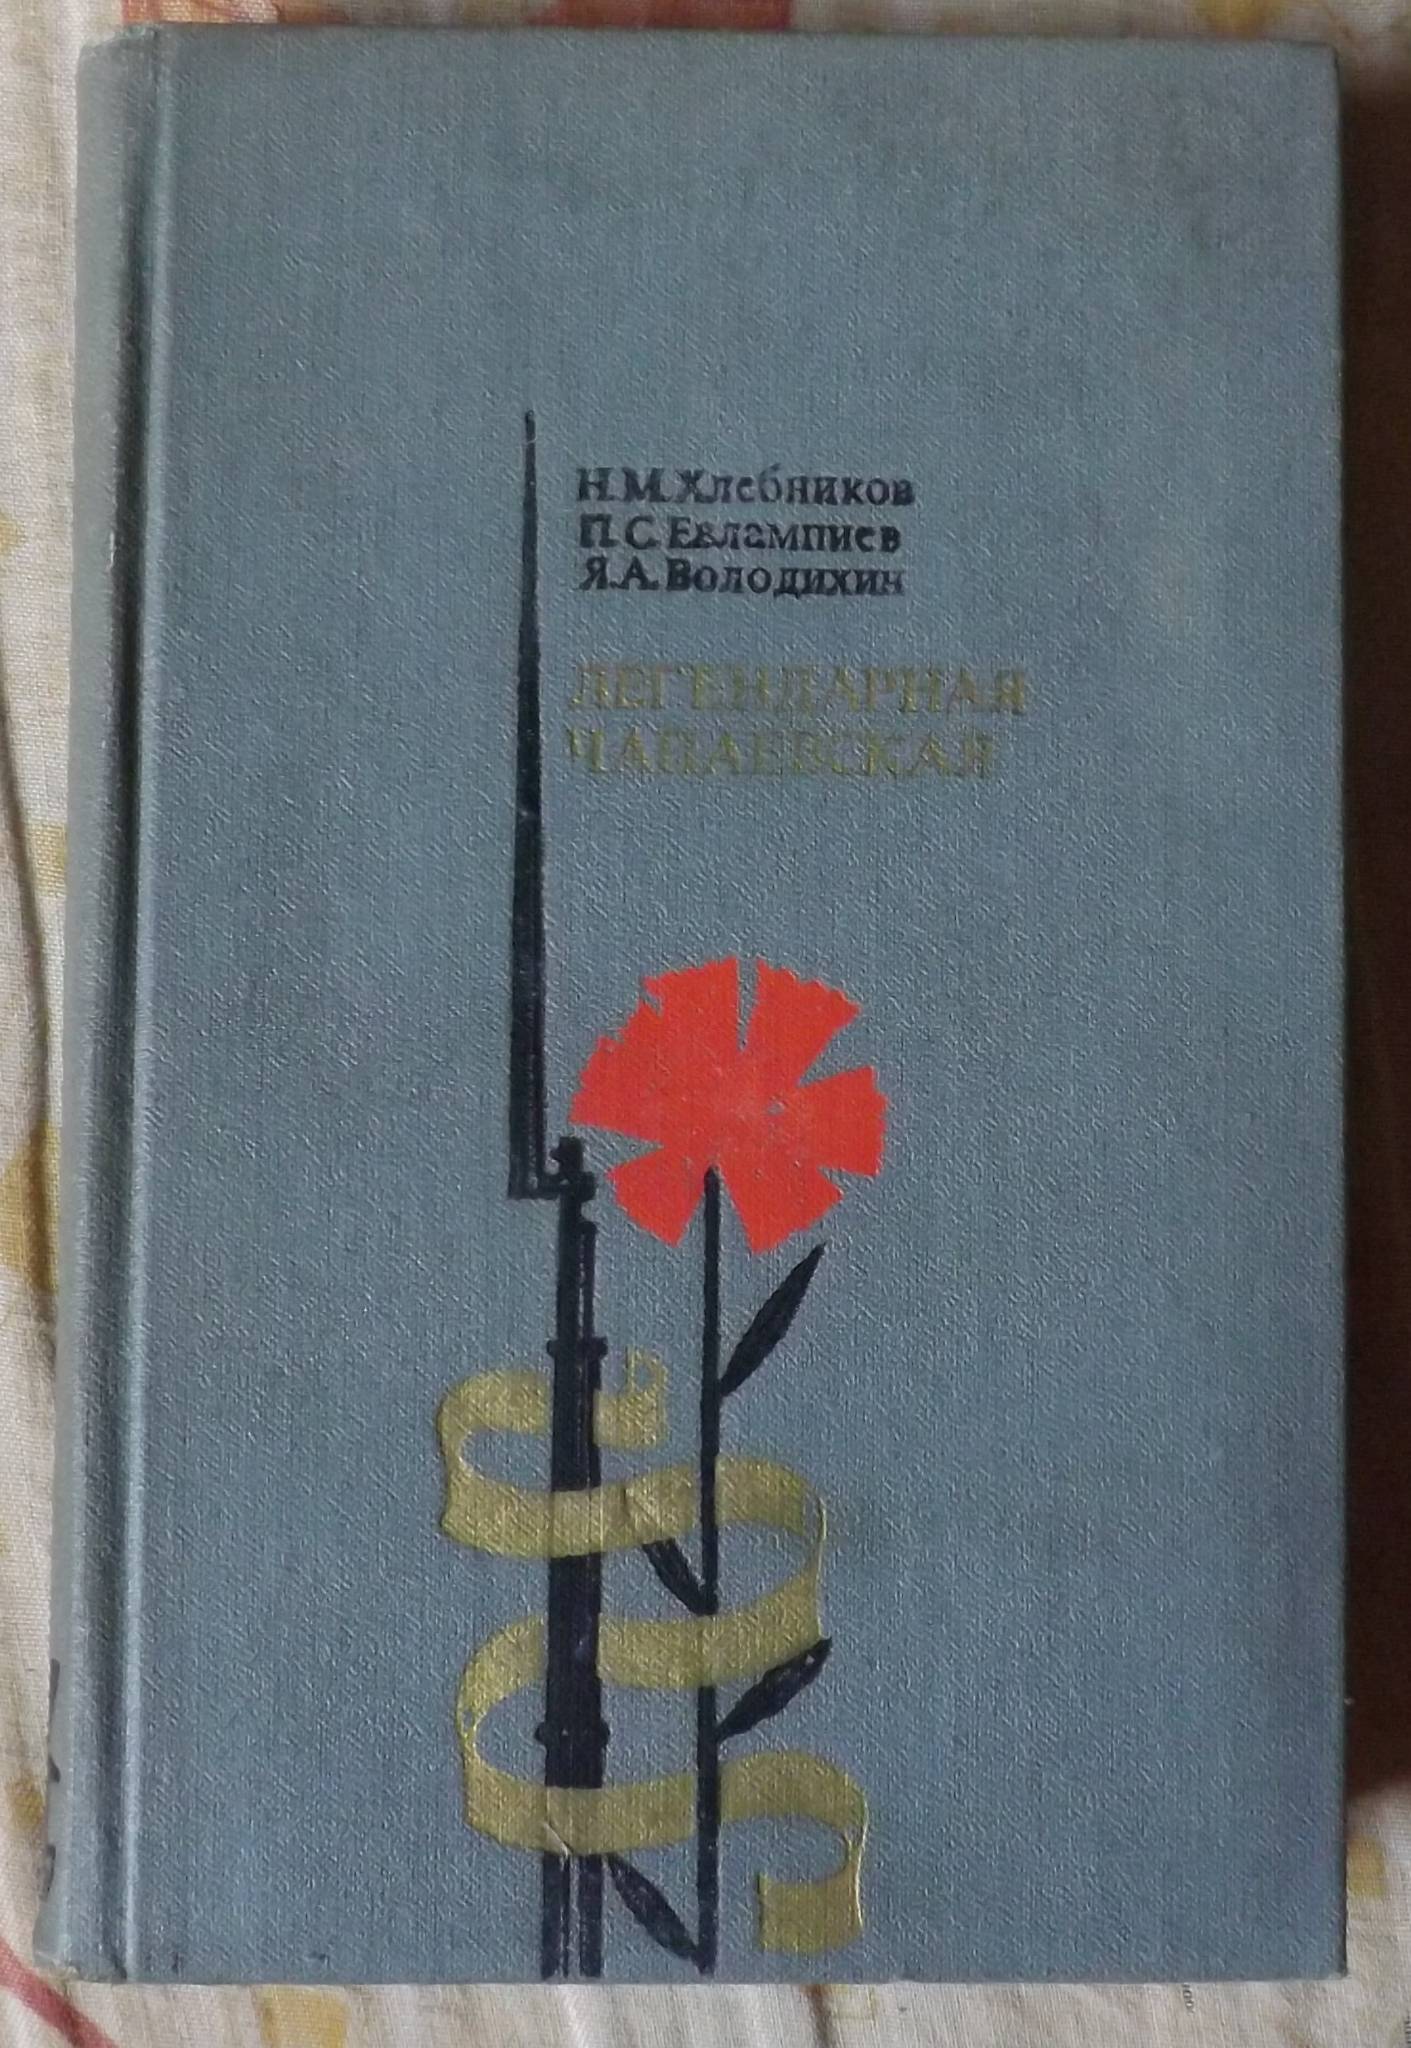 Н.М.Хлебников
П.С.Евлампиев
Я.А.Володихин
ЛЕГЕНДАРНАЯ
ЧАПАЕВСКАЯ